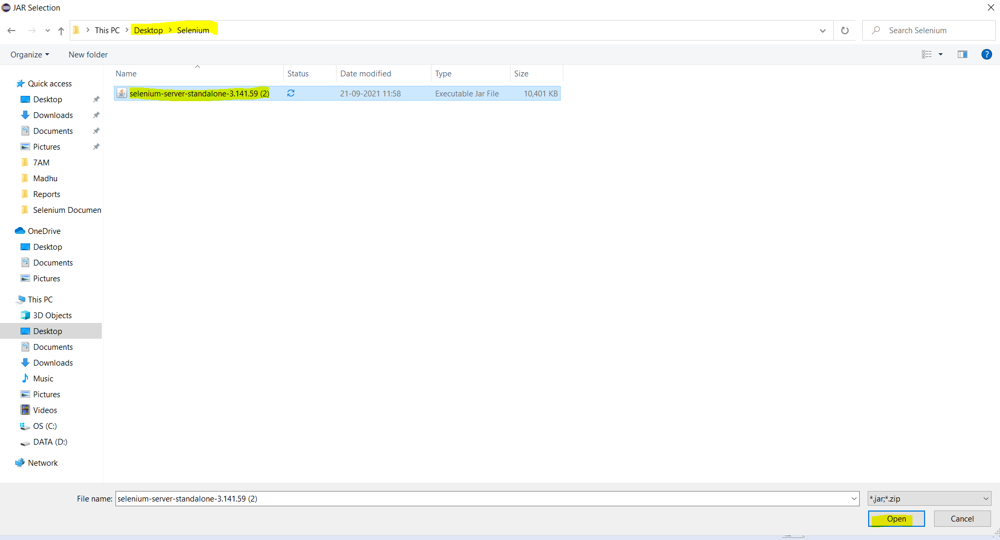 JAR Selection
This PC > Desktop > Selenium
Search Selenium
Organize
New folder
?
Name Status Date modified Type Size
selenium-server-standalone-3.141.59 (2) 21-09-2021 11:58 Executable Jar File 10,401 KB
Quick access
Desktop
Downloads
Documents
Pictures
7AM
Madhu
Reports
Selenium Documen
OneDrive
Desktop
Documents
Pictures
This PC
3D Objects
Desktop
Documents
Downloads
Music
Pictures
Videos
OS (C:)
DATA (D:)
Network
File name: selenium-server-standalone-3.141.59 (2)
*.jar;*.zip
Open
Cancel